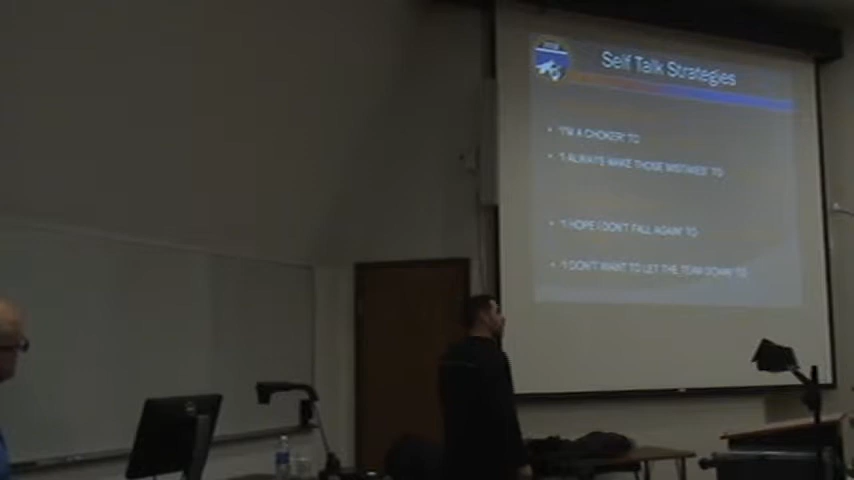 Self Talk Strategies
• "I'M A CHOKER" TO
• "I ALWAYS MAKE THOSE MISTAKES" TO
• "I HOPE I DON'T FALL AGAIN" TO
• "I DON'T WANT TO LET THE TEAM DOWN" TO